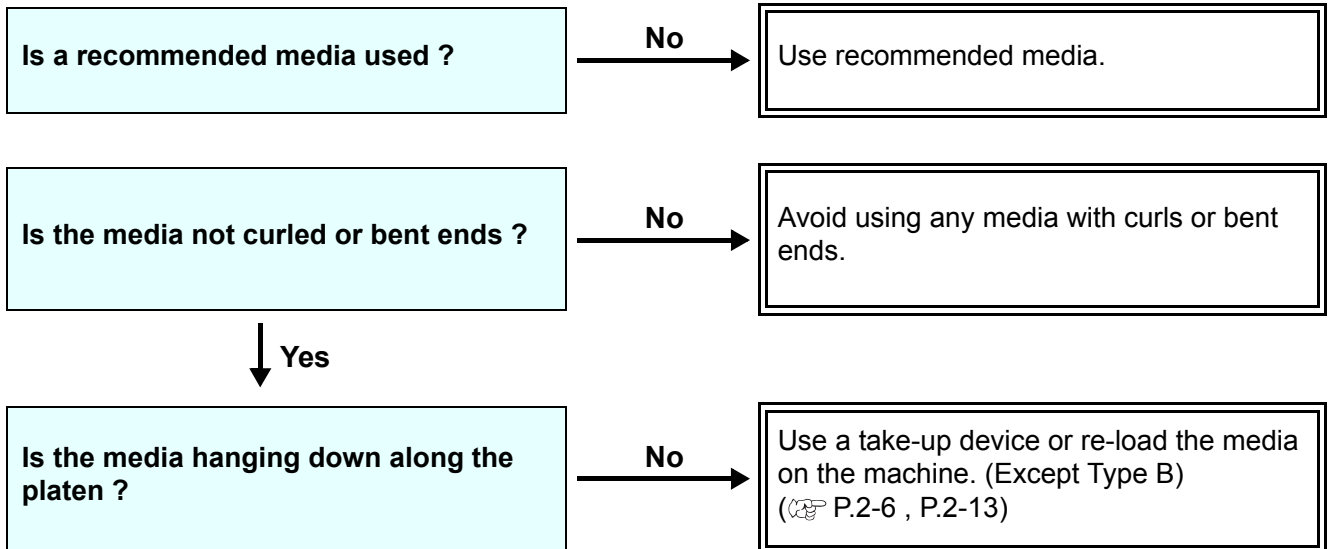 Is a recommended media used ?
No
Use recommended media.
Is the media not curled or bent ends ?
No
Avoid using any media with curls or bent
ends.
Yes
Is the media hanging down along the
platen ?
No
Use a take-up device or re-load the media
on the machine. (Except Type B)
(☞ P.2-6 , P.2-13)